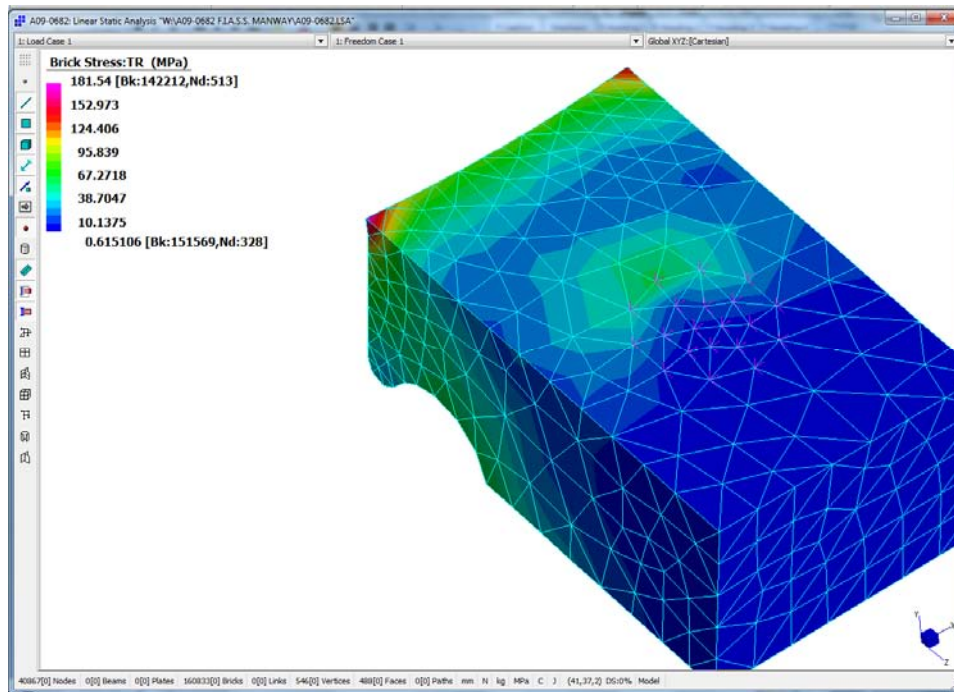 A09-0682: Linear Static Analysis "W:\A09-0682 F.I.A.S.S. MANWAY\A09-0682.LSA"
1: Load Case 1
1: Freedom Case 1
Global XYZ:[Cartesian]
Brick Stress:TR (MPa)
181.54 [Bk:142212,Nd:513]
152.973
124.406
95.839
67.2718
38.7047
10.1375
0.615106 [Bk:151569,Nd:328]
Y
X
Z
40867[0] Nodes 0[0] Beams 0[0] Plates 160833[0] Bricks 0[0] Links 546[0] Vertices 488[0] Faces 0[0] Paths mm N kg MPa C J (41,37,2) DS:0% Model